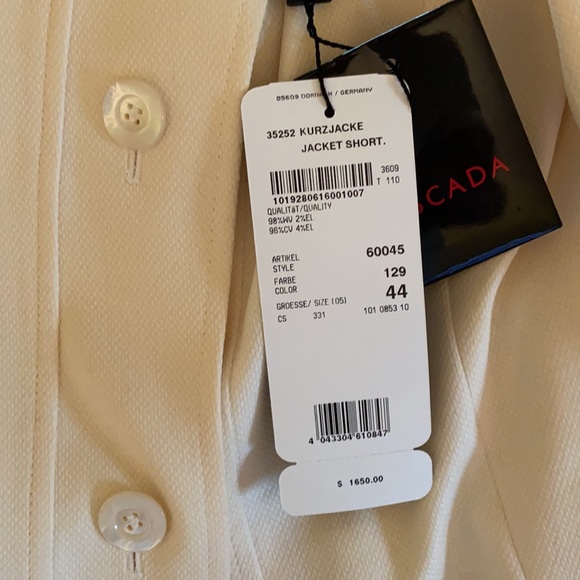 85609 DORNACH / GERMANY
35252 KURZJACKE
JACKET SHORT.
3609
T 110
1019280616001007
QUALITäT/QUALITY
98%WV 2%EL
96%CV 4%EL
ARTIKEL 60045
STYLE
FARBE 129
COLOR
GROESSE/ SIZE (05) 44
CS 331 101 0853 10
4 043304 610847
$ 1650.00
SCADA